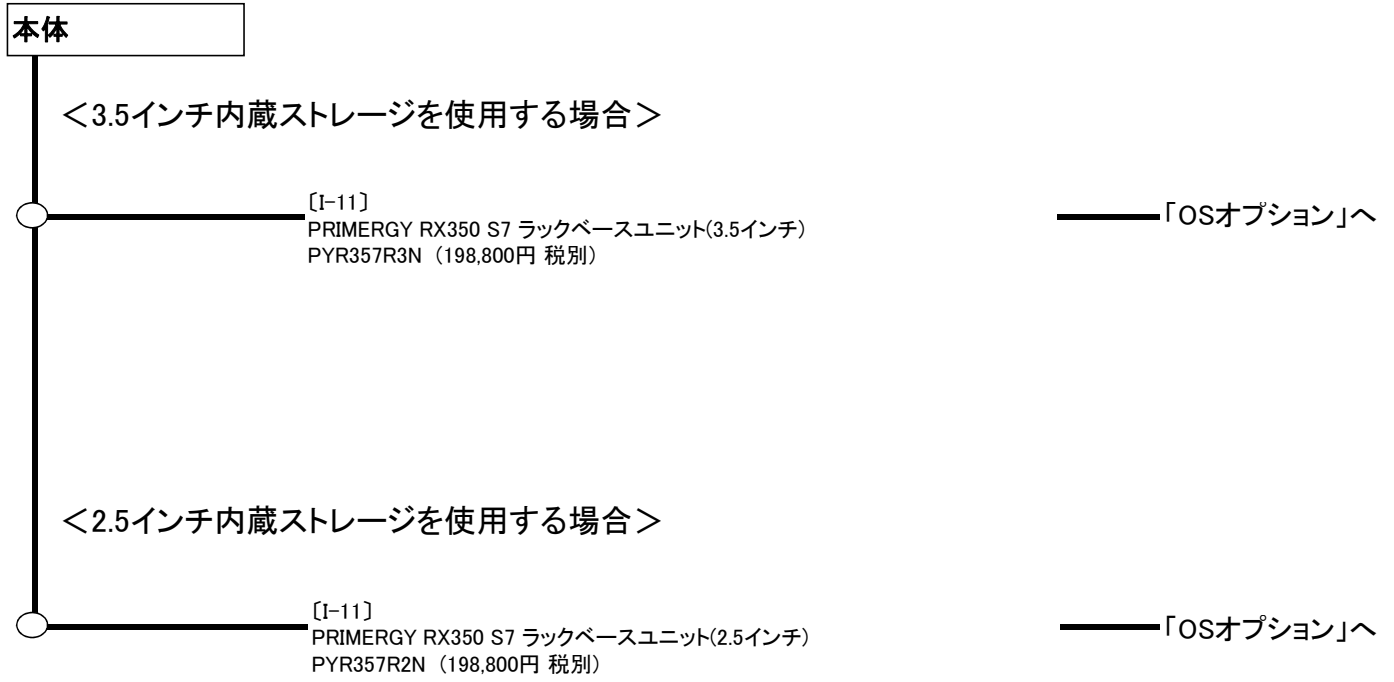 本体
＜3.5インチ内蔵ストレージを使用する場合＞
〔I-11〕
PRIMERGY RX350 S7 ラックベースユニット(3.5インチ)
PYR357R3N （198,800円 税別）
「OSオプション」へ
＜2.5インチ内蔵ストレージを使用する場合＞
〔I-11〕
PRIMERGY RX350 S7 ラックベースユニット(2.5インチ)
PYR357R2N （198,800円 税別）
「OSオプション」へ